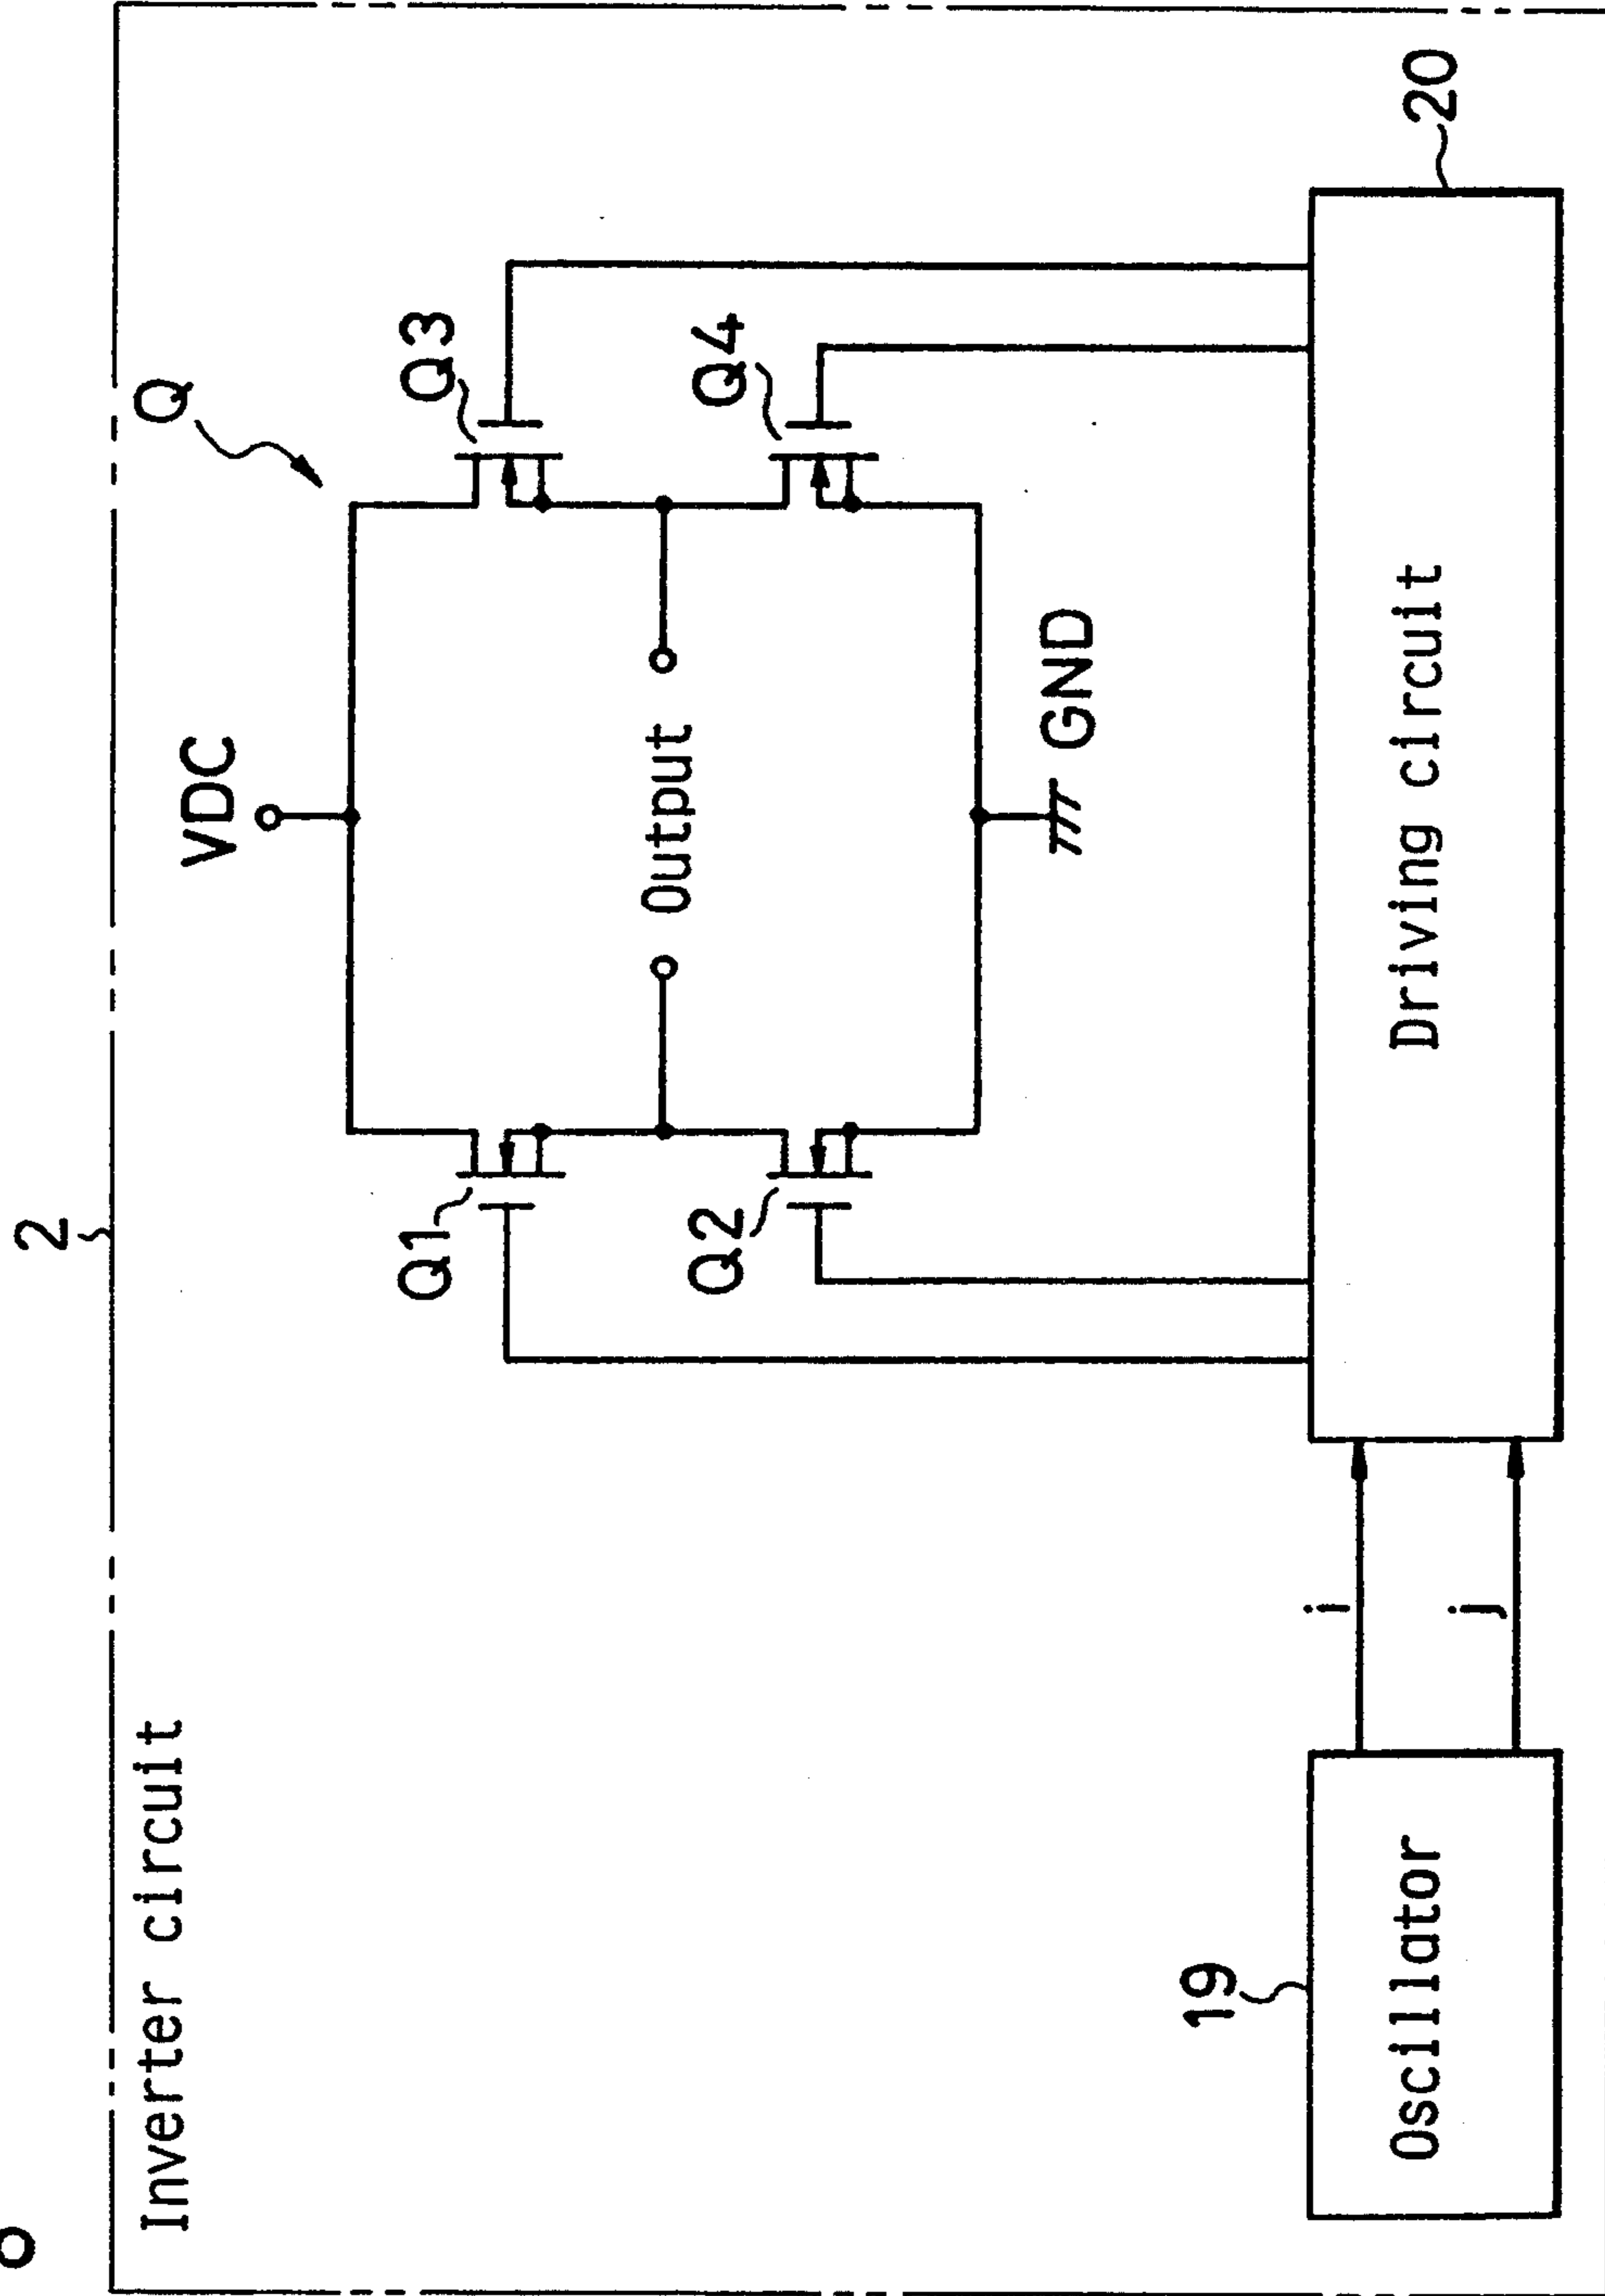 2
Inverter circuit
Q
VDC
Q1
Q3
Output
Q2
Q4
GND
19
20
Oscillator
i
j
Driving circuit